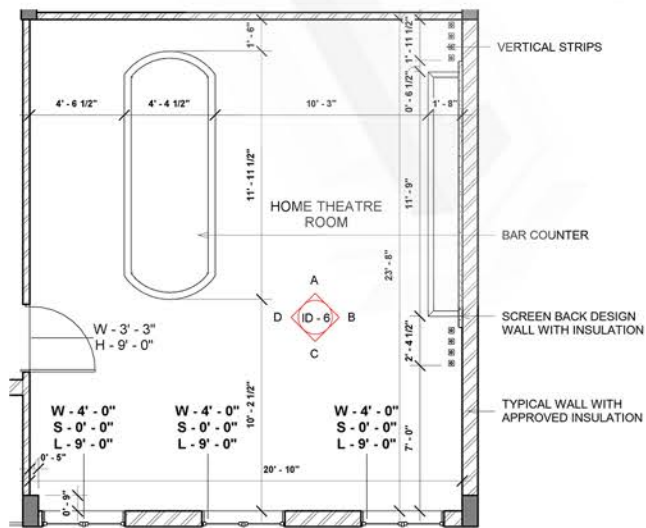 1' - 6"
1' - 11 1/2"
VERTICAL STRIPS
4' - 6 1/2"
4' - 4 1/2"
10' - 3"
0' - 6 1/2"
1' - 8"
11' - 11 1/2"
11' - 9"
HOME THEATRE
ROOM
BAR COUNTER
23' - 8"
A
D
ID - 6
B
C
SCREEN BACK DESIGN
WALL WITH INSULATION
W - 3' - 3"
H - 9' - 0"
2' - 4 1/2"
10' - 2 1/2"
TYPICAL WALL WITH
APPROVED INSULATION
W - 4' - 0"
S - 0' - 0"
L - 9' - 0"
W - 4' - 0"
S - 0' - 0"
L - 9' - 0"
W - 4' - 0"
S - 0' - 0"
L - 9' - 0"
7' - 0"
0' - 5"
20' - 10"
0' - 9"